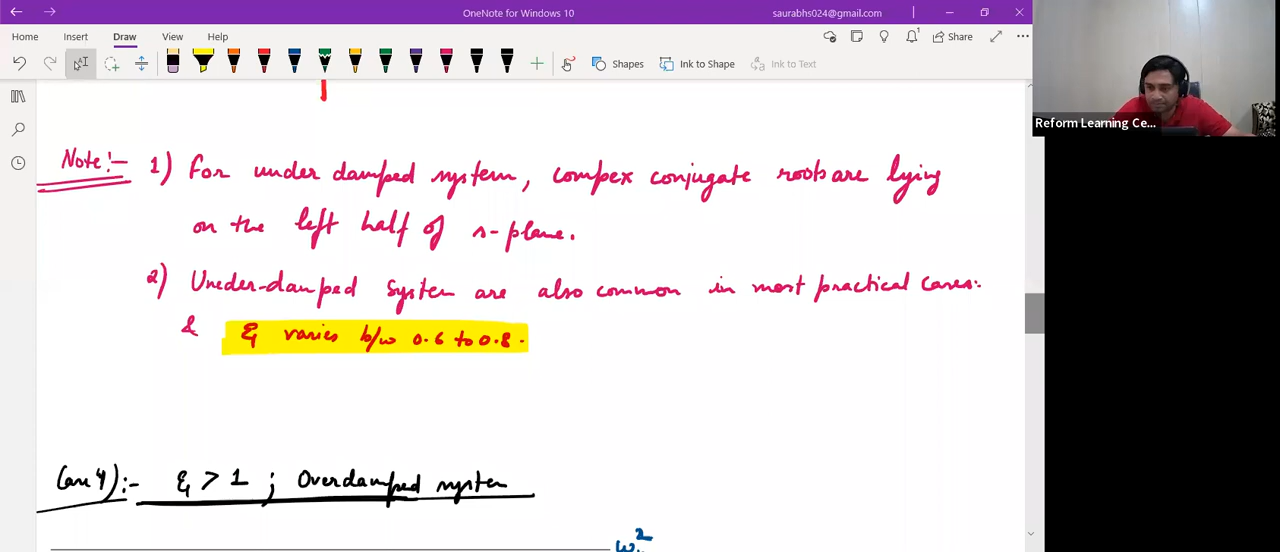 OneNote for Windows 10
saurabhs024@gmail.com
Home Insert Draw View Help
Share
Shapes Ink to Shape Ink to Text
Reform Learning Ce...
Note:- 1) For under damped system, compex conjugate roots are lying
on the left half of s-plane.
2) Uneder-damped system are also common in most practical cases.
& ξ varies b/w 0.6 to 0.8.
Case 4):- ξ > 1 ; Overdamped system